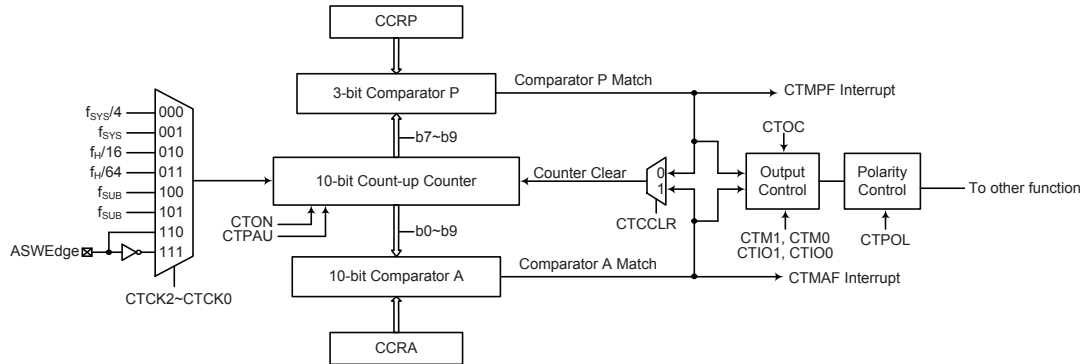 CCRP
3-bit Comparator P
Comparator P Match
CTMPF Interrupt
b7~b9
CTOC
fSYS/4
fSYS
fH/16
fH/64
fSUB
fSUB
000
001
010
011
100
101
110
111
ASWEdge
CTCK2~CTCK0
10-bit Count-up Counter
CTON
CTPAU
b0~b9
Counter Clear
0
1
CTCCLR
Output
Control
Polarity
Control
To other function
CTM1, CTM0
CTIO1, CTIO0
CTPOL
10-bit Comparator A
Comparator A Match
CTMAF Interrupt
CCRA